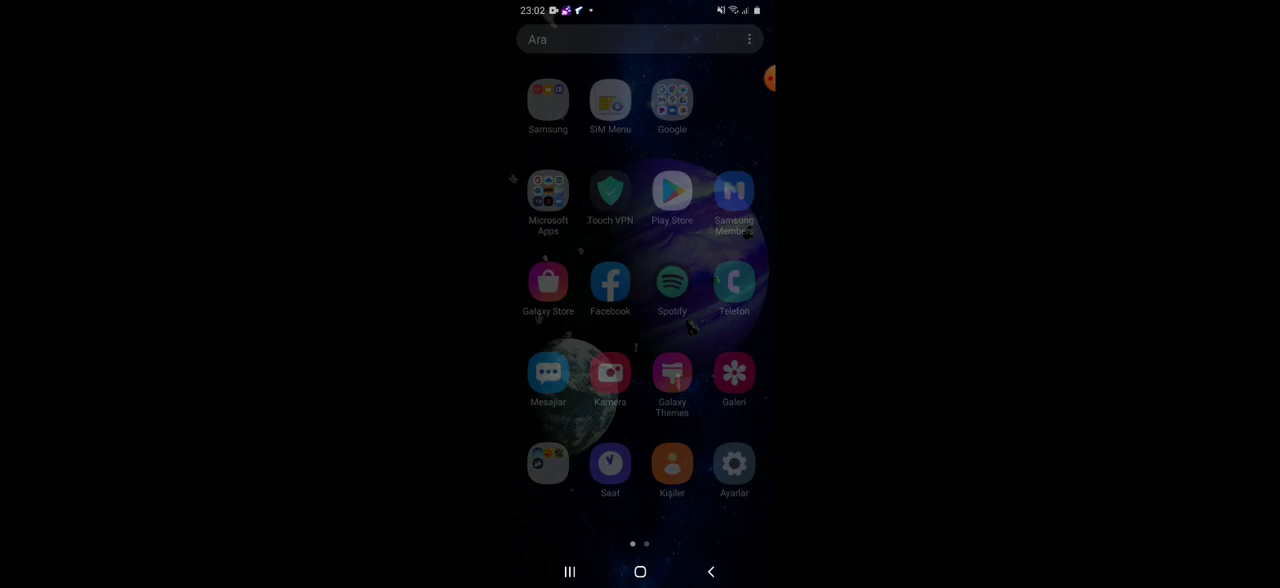 23:02
Ara
Samsung
SIM Menu
Google
Microsoft
Apps
Touch VPN
Play Store
Samsung
Members
Galaxy Store
Facebook
Spotify
Telefon
Mesajlar
Kamera
Galaxy
Themes
Galeri
Saat
Kişiler
Ayarlar